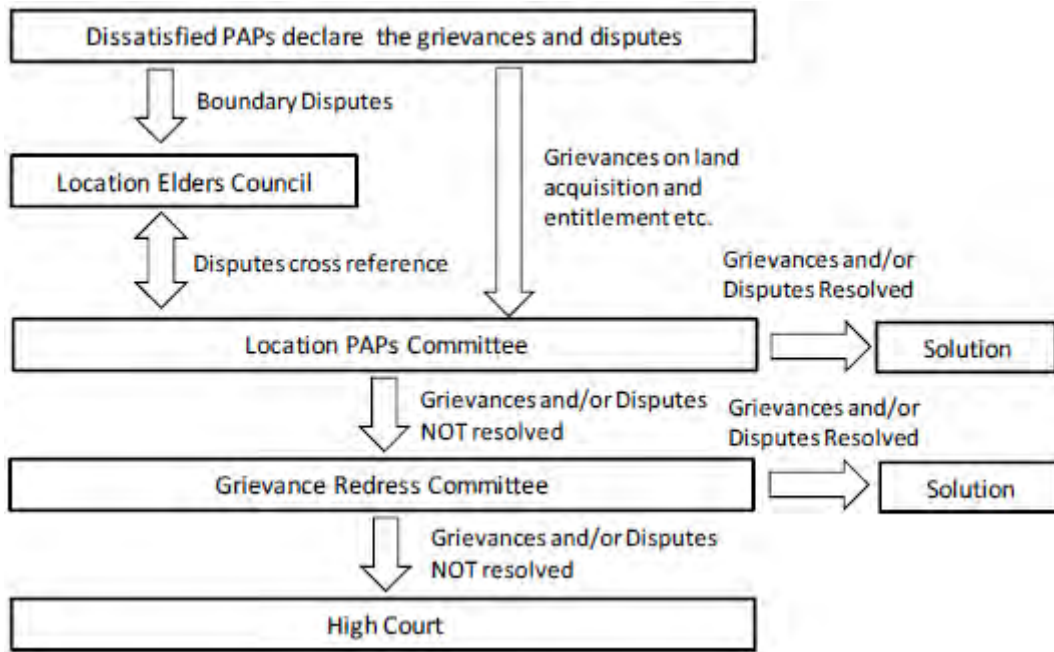 Dissatisfied PAPs declare the grievances and disputes
Boundary Disputes
Location Elders Council
Grievances on land
acquisition and
entitlement etc.
Disputes cross reference
Grievances and/or
Disputes Resolved
Location PAPs Committee
Solution
Grievances and/or Disputes
NOT resolved
Grievances and/or
Disputes Resolved
Grievance Redress Committee
Solution
Grievances and/or Disputes
NOT resolved
High Court